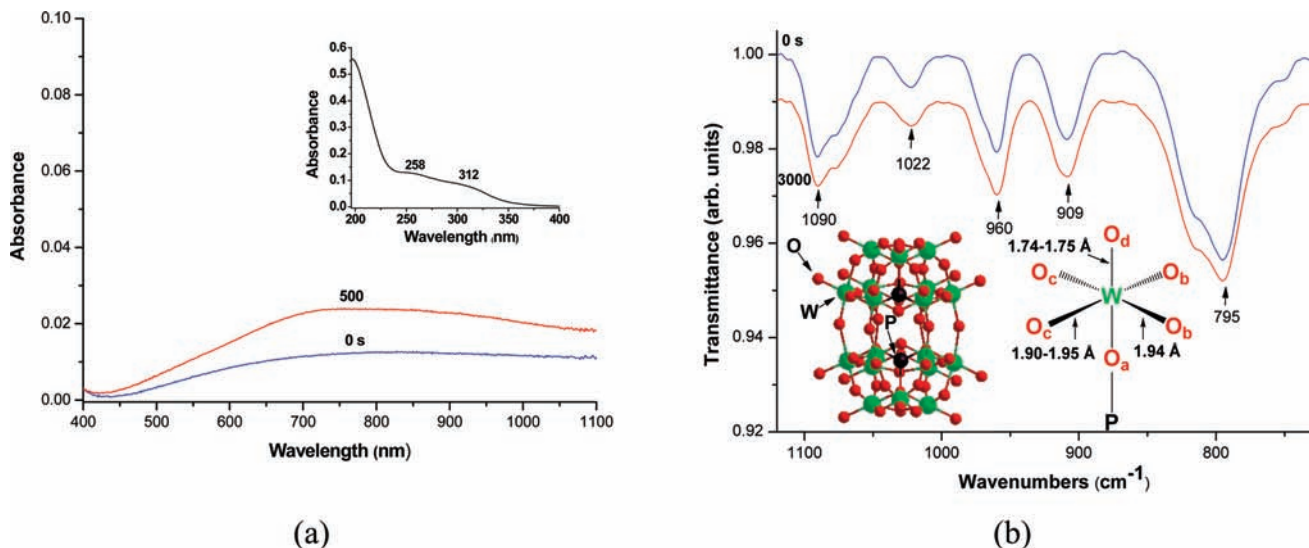 0.10
0.08
0.06
0.04
0.02
0.00
Absorbance
400 500 600 700 800 900 1000 1100
Wavelength (nm)
500
0 s
0.6
0.5
0.4
0.3
0.2
0.1
0.0
Absorbance
258
312
200 250 300 350 400
Wavelength (nm)
(a)
1.00
0.98
0.96
0.94
0.92
Transmittance (arb. units)
0 s
3000
1090
1022
960
909
795
O
W
P
1.74-1.75 Å
Od
Oc
Ob
W
Oc
Ob
1.90-1.95 Å
1.94 Å
Oa
P
1100 1000 900 800
Wavenumbers (cm-1)
(b)